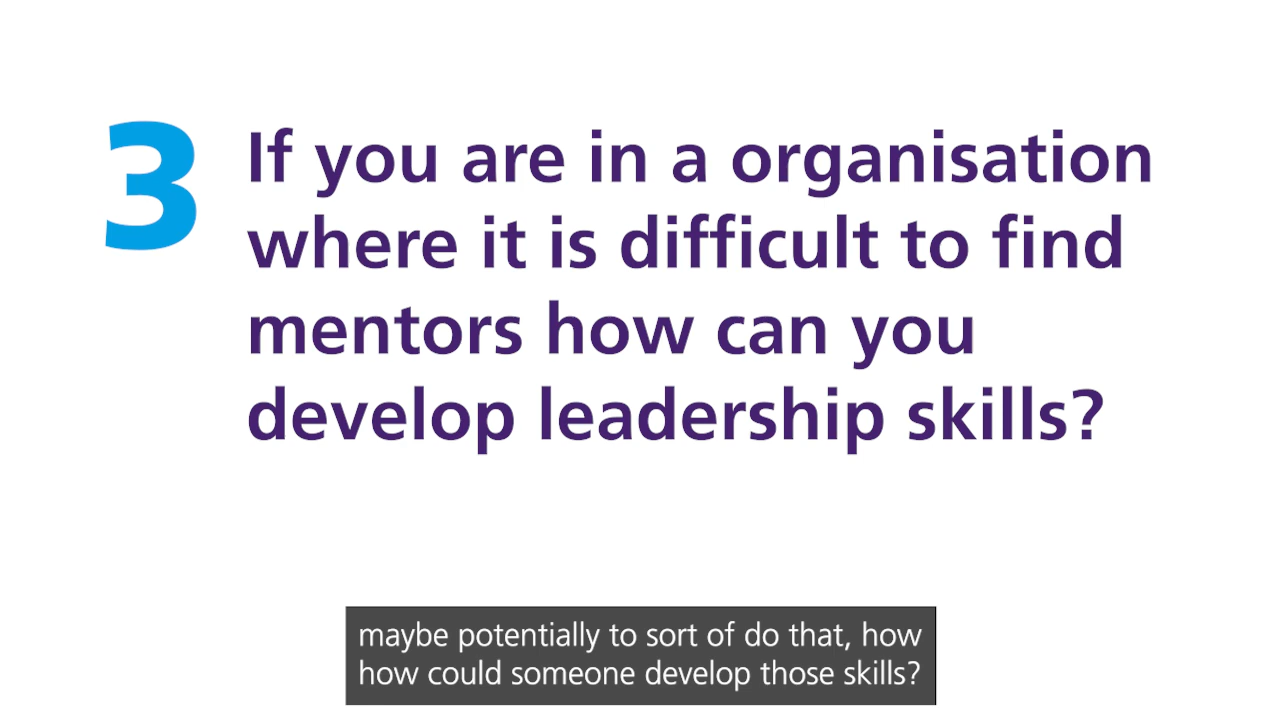 3
If you are in a organisation
where it is difficult to find
mentors how can you
develop leadership skills?
maybe potentially to sort of do that, how
how could someone develop those skills?